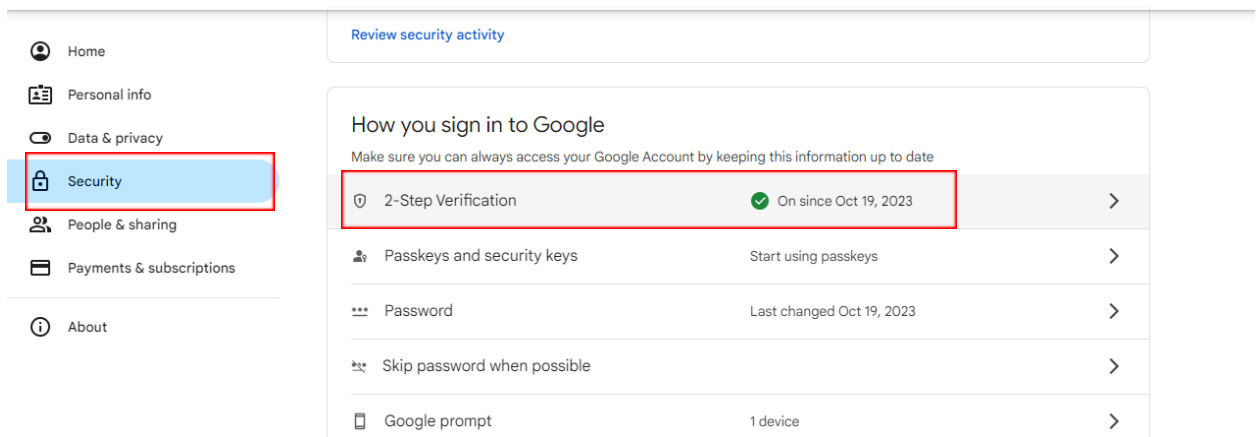 Review security activity
Home
Personal info
Data & privacy
Security
People & sharing
Payments & subscriptions
About
How you sign in to Google
Make sure you can always access your Google Account by keeping this information up to date
2-Step Verification On since Oct 19, 2023
Passkeys and security keys Start using passkeys
Password Last changed Oct 19, 2023
Skip password when possible
Google prompt 1 device